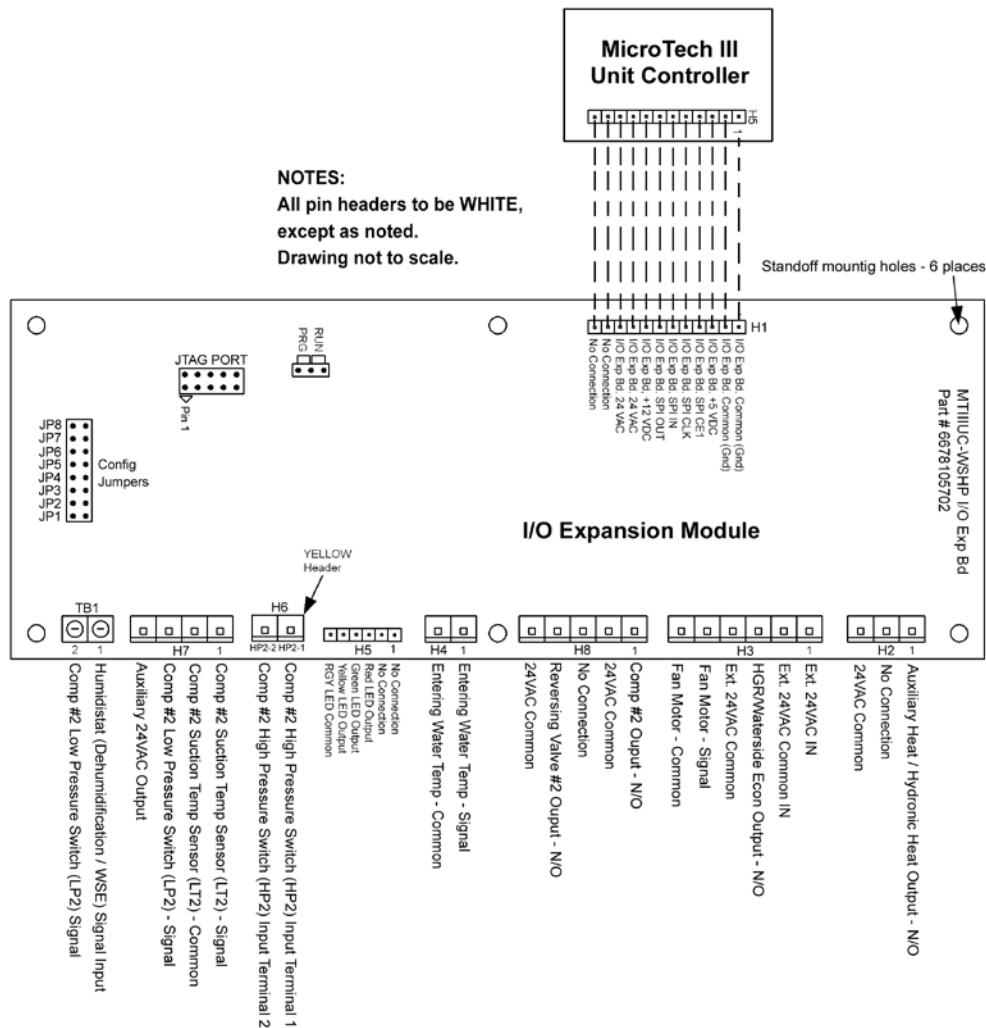 MicroTech III
Unit Controller
H5
1
NOTES:
All pin headers to be WHITE,
except as noted.
Drawing not to scale.
Standoff mountig holes - 6 places
H1
No Connection
No Connection
I/O Exp Bd. 24 VAC
I/O Exp Bd. 24 VAC
I/O Exp Bd. +12 VDC
I/O Exp Bd. SPI OUT
I/O Exp Bd. SPI IN
I/O Exp Bd. SPI CLK
I/O Exp Bd. SPI CE1
I/O Exp Bd. +5 VDC
I/O Exp Bd. Common (Gnd)
I/O Exp Bd. Common (Gnd)
PRG
RUN
JTAG PORT
Pin 1
JP8
JP7
JP6
JP5
JP4
JP3
JP2
JP1
Config
Jumpers
MTIIIUC-WSHP I/O Exp Bd
Part # 6678105702
I/O Expansion Module
YELLOW
Header
TB1
2 1
H7 1
H6
HP2-2 HP2-1
H5 1
H4 1
H8 1
H3 1
H2 1
Comp #2 Low Pressure Switch (LP2) Signal
Humidistat (Dehumidification / WSE) Signal Input
Auxiliary 24VAC Output
Comp #2 Low Pressure Switch (LP2) - Signal
Comp #2 Suction Temp Sensor (LT2) - Common
Comp #2 Suction Temp Sensor (LT2) - Signal
Comp #2 High Pressure Switch (HP2) Input Terminal 2
Comp #2 High Pressure Switch (HP2) Input Terminal 1
RGY LED Common
Yellow LED Output
Green LED Output
Red LED Output
No Connection
No Connection
Entering Water Temp - Common
Entering Water Temp - Signal
24VAC Common
Reversing Valve #2 Ouput - N/O
No Connection
24VAC Common
Comp #2 Ouput - N/O
Fan Motor - Common
Fan Motor - Signal
Ext. 24VAC Common
HGR/Waterside Econ Output - N/O
Ext. 24VAC Common IN
Ext. 24VAC IN
24VAC Common
No Connection
Auxiliary Heat / Hydronic Heat Output - N/O